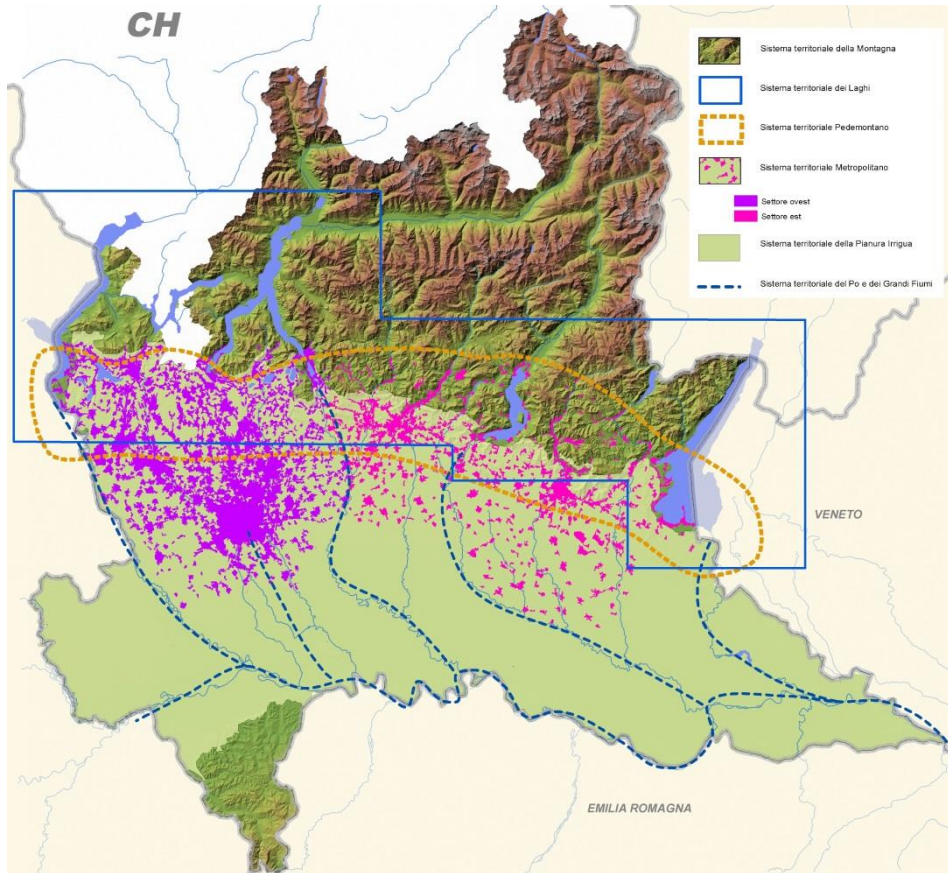 CH
Sistema territoriale della Montagna
Sistema territoriale dei Laghi
Sistema territoriale Pedemontano
Sistema territoriale Metropolitano
Settore ovest
Settore est
Sistema territoriale della Pianura Irrigua
Sistema territoriale del Po e dei Grandi Fiumi
VENETO
EMILIA ROMAGNA